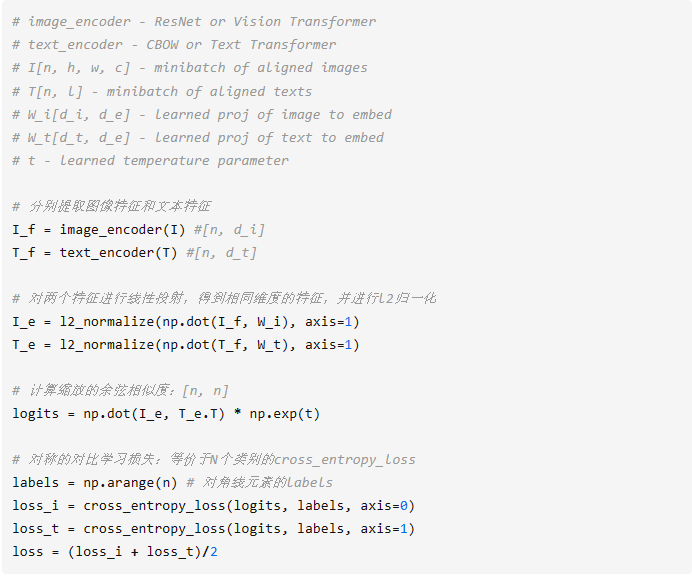 # image_encoder - ResNet or Vision Transformer
# text_encoder - CBOW or Text Transformer
# I[n, h, w, c] - minibatch of aligned images
# T[n, l] - minibatch of aligned texts
# W_i[d_i, d_e] - learned proj of image to embed
# W_t[d_t, d_e] - learned proj of text to embed
# t - learned temperature parameter
# 分别提取图像特征和文本特征
I_f = image_encoder(I) #[n, d_i]
T_f = text_encoder(T) #[n, d_t]
# 对两个特征进行线性投射，得到相同维度的特征，并进行l2归一化
I_e = l2_normalize(np.dot(I_f, W_i), axis=1)
T_e = l2_normalize(np.dot(T_f, W_t), axis=1)
# 计算缩放的余弦相似度：[n, n]
logits = np.dot(I_e, T_e.T) * np.exp(t)
# 对称的对比学习损失：等价于N个类别的cross_entropy_loss
labels = np.arange(n) # 对角线元素的labels
loss_i = cross_entropy_loss(logits, labels, axis=0)
loss_t = cross_entropy_loss(logits, labels, axis=1)
loss = (loss_i + loss_t)/2